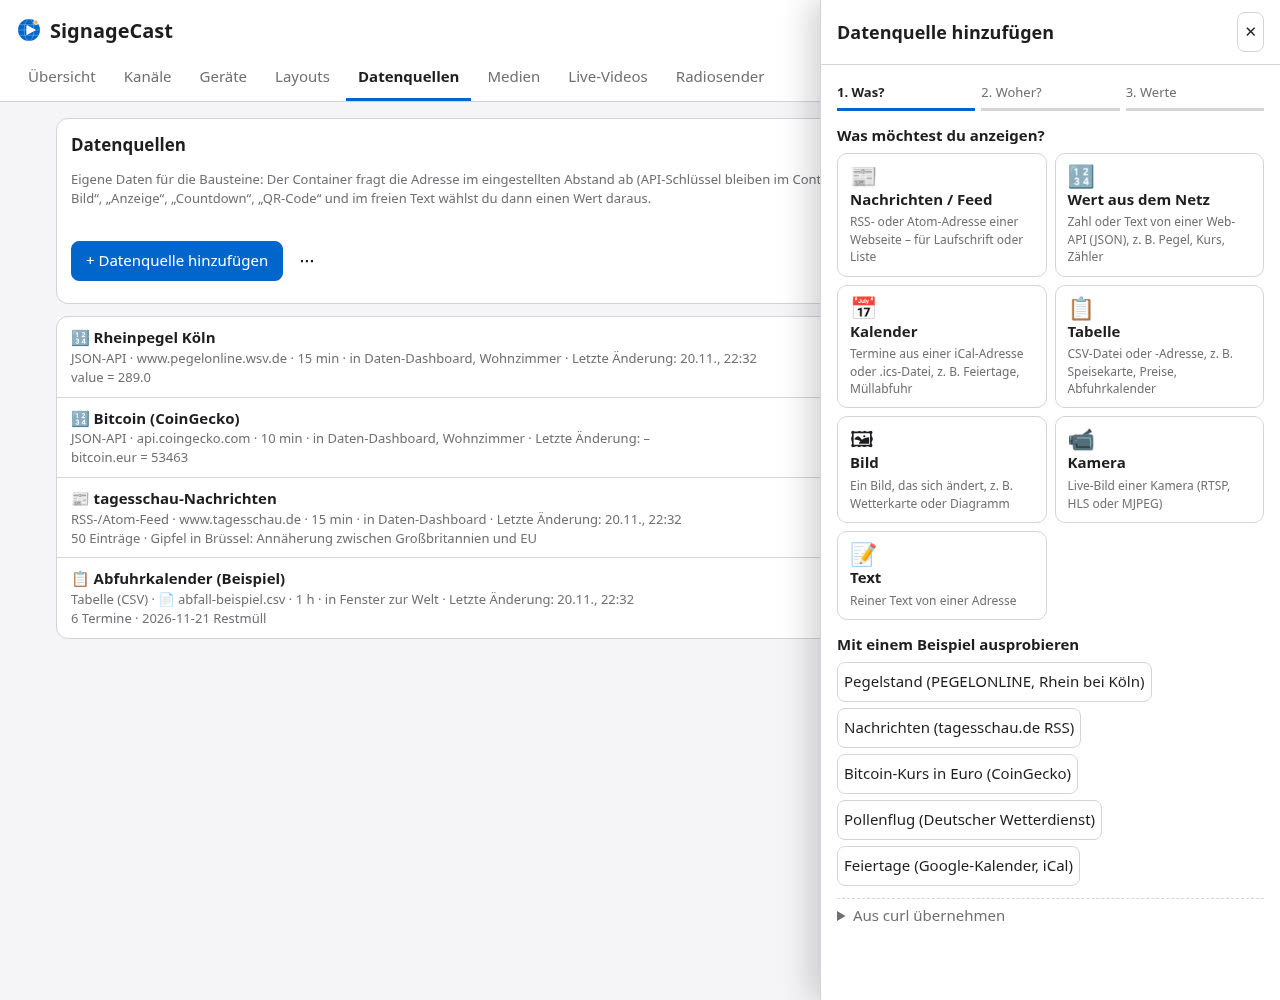 SignageCast
Übersicht Kanäle Geräte Layouts Datenquellen Medien Live-Videos Radiosender
Datenquellen
Eigene Daten für die Bausteine: Der Container fragt die Adresse im eingestellten Abstand ab (API-Schlüssel bleiben im Cont
Bild“, „Anzeige“, „Countdown“, „QR-Code“ und im freien Text wählst du dann einen Wert daraus.
+ Datenquelle hinzufügen ···
🔢 Rheinpegel Köln
JSON-API · www.pegelonline.wsv.de · 15 min · in Daten-Dashboard, Wohnzimmer · Letzte Änderung: 20.11., 22:32
value = 289.0
🔢 Bitcoin (CoinGecko)
JSON-API · api.coingecko.com · 10 min · in Daten-Dashboard, Wohnzimmer · Letzte Änderung: –
bitcoin.eur = 53463
📰 tagesschau-Nachrichten
RSS-/Atom-Feed · www.tagesschau.de · 15 min · in Daten-Dashboard · Letzte Änderung: 20.11., 22:32
50 Einträge · Gipfel in Brüssel: Annäherung zwischen Großbritannien und EU
📋 Abfuhrkalender (Beispiel)
Tabelle (CSV) · 📄 abfall-beispiel.csv · 1 h · in Fenster zur Welt · Letzte Änderung: 20.11., 22:32
6 Termine · 2026-11-21 Restmüll
Datenquelle hinzufügen ✕
1. Was? 2. Woher? 3. Werte
Was möchtest du anzeigen?
Nachrichten / Feed
RSS- oder Atom-Adresse einer
Webseite – für Laufschrift oder
Liste
Wert aus dem Netz
Zahl oder Text von einer Web-
API (JSON), z. B. Pegel, Kurs,
Zähler
Kalender
Termine aus einer iCal-Adresse
oder .ics-Datei, z. B. Feiertage,
Müllabfuhr
Tabelle
CSV-Datei oder -Adresse, z. B.
Speisekarte, Preise,
Abfuhrkalender
Bild
Ein Bild, das sich ändert, z. B.
Wetterkarte oder Diagramm
Kamera
Live-Bild einer Kamera (RTSP,
HLS oder MJPEG)
Text
Reiner Text von einer Adresse
Mit einem Beispiel ausprobieren
Pegelstand (PEGELONLINE, Rhein bei Köln)
Nachrichten (tagesschau.de RSS)
Bitcoin-Kurs in Euro (CoinGecko)
Pollenflug (Deutscher Wetterdienst)
Feiertage (Google-Kalender, iCal)
▶ Aus curl übernehmen